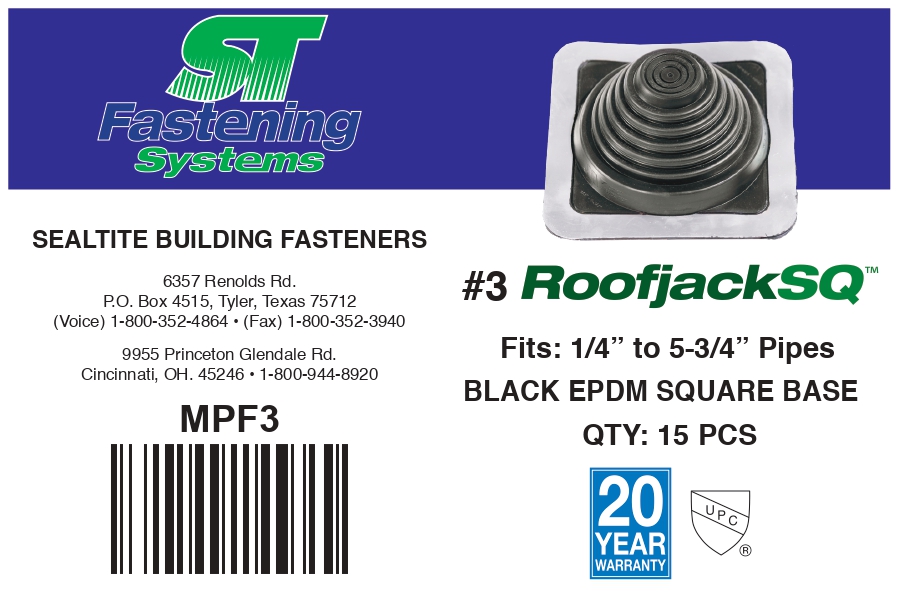 ST
Fastening
Systems
SEALTITE BUILDING FASTENERS
6357 Renolds Rd.
P.O. Box 4515, Tyler, Texas 75712
(Voice) 1-800-352-4864 • (Fax) 1-800-352-3940
9955 Princeton Glendale Rd.
Cincinnati, OH. 45246 • 1-800-944-8920
MPF3
#3 RoofjackSQ™
Fits: 1/4” to 5-3/4” Pipes
BLACK EPDM SQUARE BASE
QTY: 15 PCS
20
YEAR
WARRANTY
UPC
®